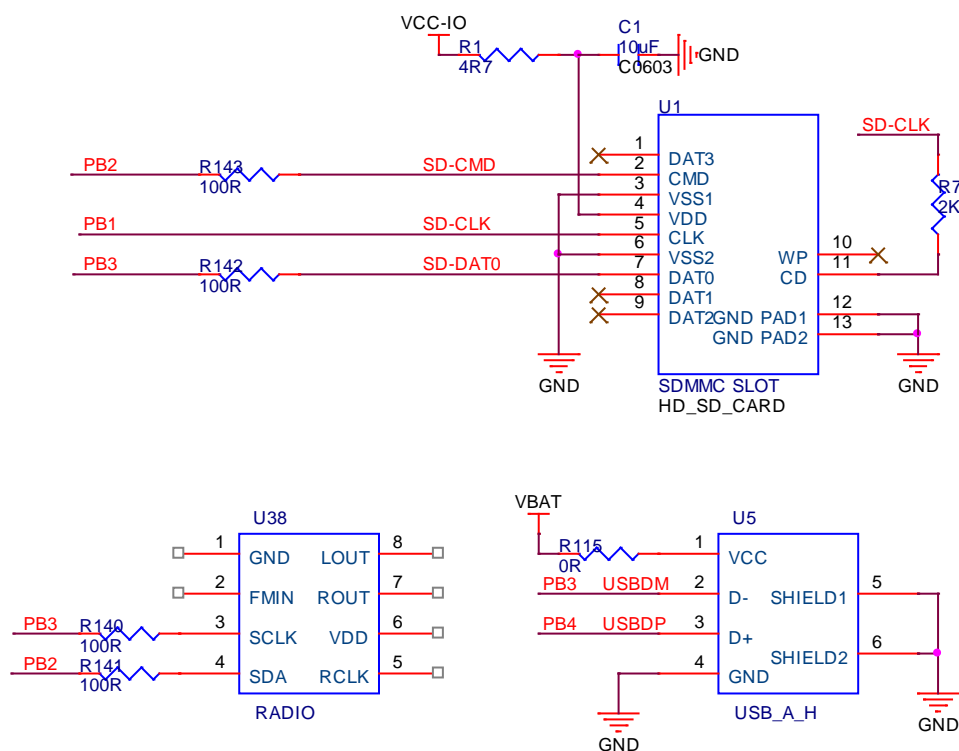 VCC-IO
R1
4R7
C1
10uF
C0603
GND
U1
SD-CLK
1
DAT3
PB2
R143
100R
SD-CMD
2
CMD
3
VSS1
R7
2K
4
VDD
PB1
SD-CLK
5
CLK
6
VSS2
WP
10
PB3
R142
100R
SD-DAT0
7
DAT0
CD
11
8
DAT1
9
DAT2
GND PAD1
12
GND PAD2
13
GND
GND
SDMMC SLOT
HD_SD_CARD
VBAT
U38
U5
1
GND
LOUT
8
R115
0R
1
VCC
2
FMIN
ROUT
7
PB3
USBDM
2
D-
SHIELD1
5
PB3
R140
100R
3
SCLK
VDD
6
PB4
USBDP
3
D+
SHIELD2
6
PB2
R141
100R
4
SDA
RCLK
5
4
GND
RADIO
USB_A_H
GND
GND